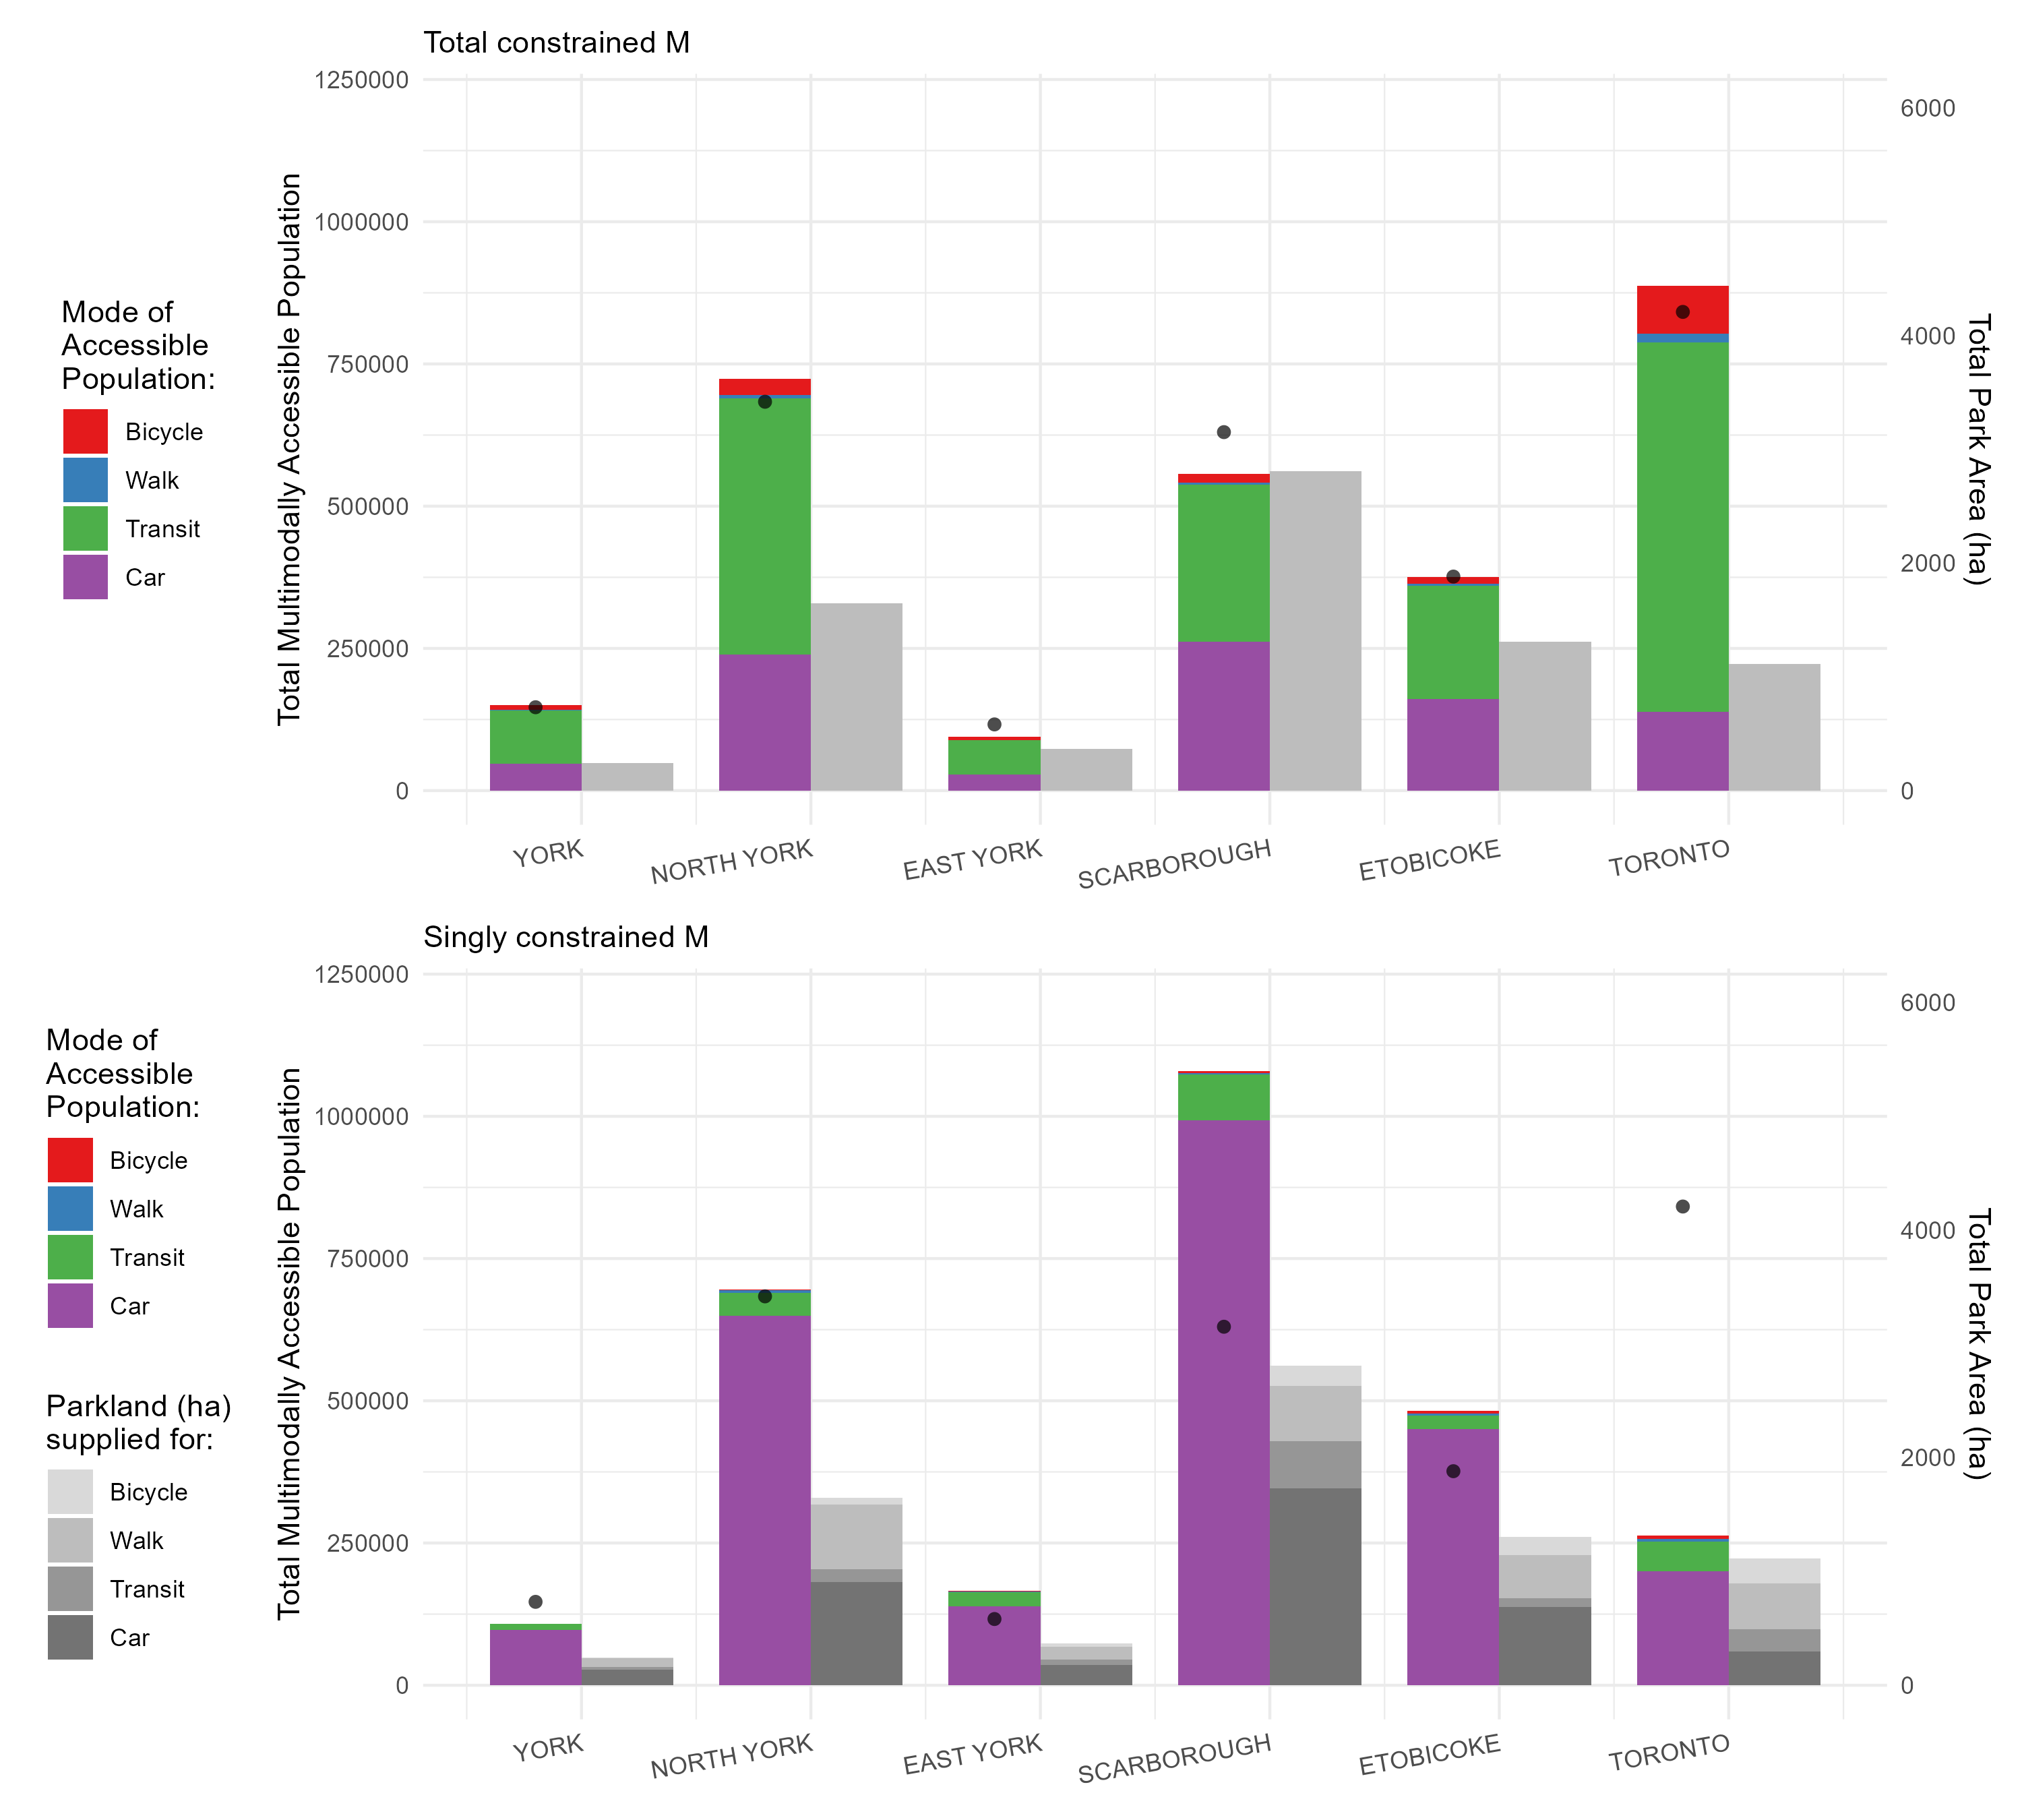 Total constrained M
1250000
1000000
750000
500000
250000
0
Total Multimodally Accessible Population
6000
4000
2000
0
Total Park Area (ha)
Mode of
Accessible
Population:
Bicycle
Walk
Transit
Car
YORK
NORTH YORK
EAST YORK
SCARBOROUGH
ETOBICOKE
TORONTO
Singly constrained M
1250000
1000000
750000
500000
250000
0
Total Multimodally Accessible Population
6000
4000
2000
0
Total Park Area (ha)
Mode of
Accessible
Population:
Bicycle
Walk
Transit
Car
Parkland (ha)
supplied for:
Bicycle
Walk
Transit
Car
YORK
NORTH YORK
EAST YORK
SCARBOROUGH
ETOBICOKE
TORONTO